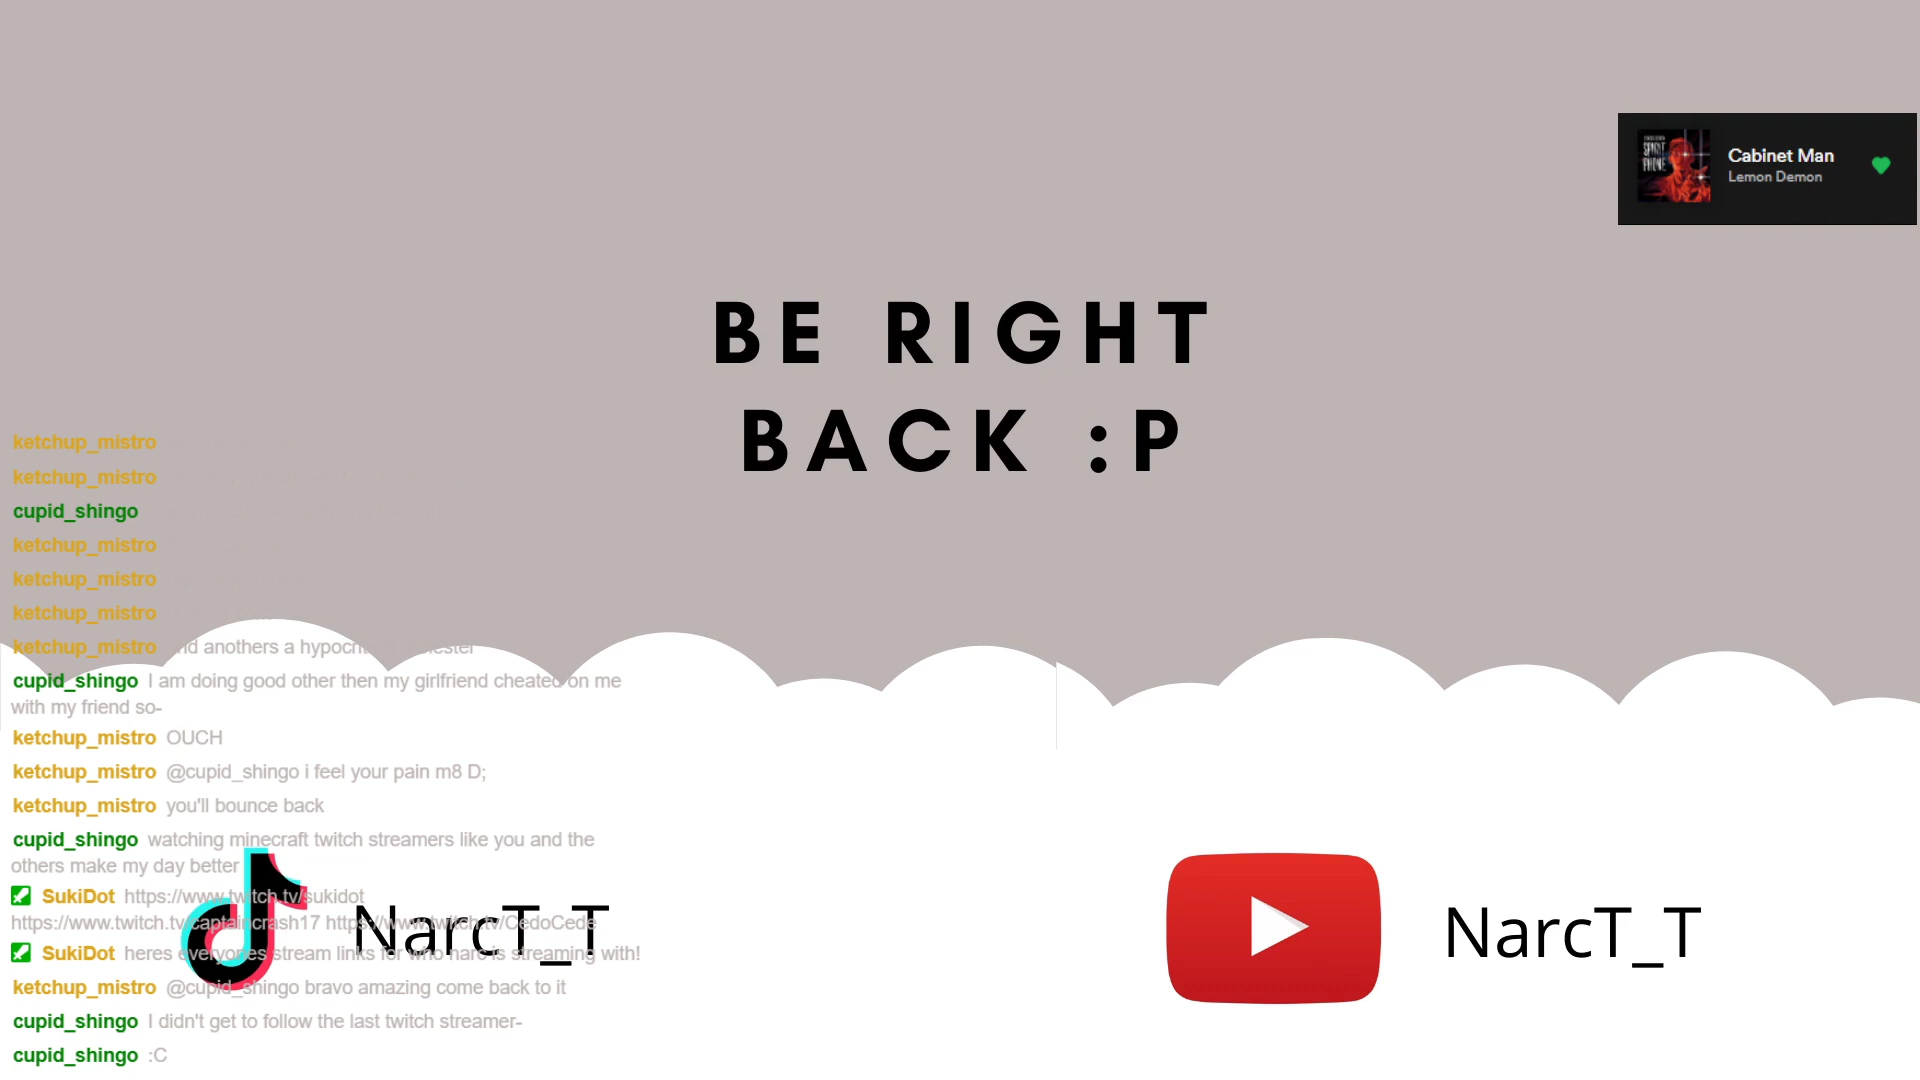 Cabinet Man
Lemon Demon
BE RIGHT
BACK :P
ketchup_mistro
ketchup_mistro
cupid_shingo
ketchup_mistro
ketchup_mistro
ketchup_mistro
ketchup_mistro anothers a
cupid_shingo I am doing good other then my girlfriend cheated on me
with my friend so-
ketchup_mistro OUCH
ketchup_mistro @cupid_shingo i feel your pain m8 D;
ketchup_mistro you'll bounce back
cupid_shingo watching minecraft twitch streamers like you and the
others make my day better
SukiDot https://www.twitch.tv/sukidot
https://www.twitch.tv/captaincrash17 https://www.twitch.tv/CedoCede
SukiDot heres everyones stream links for who narc is streaming with!
ketchup_mistro @cupid_shingo bravo amazing come back to it
cupid_shingo I didn't get to follow the last twitch streamer-
cupid_shingo :C
NarcT_T
NarcT_T